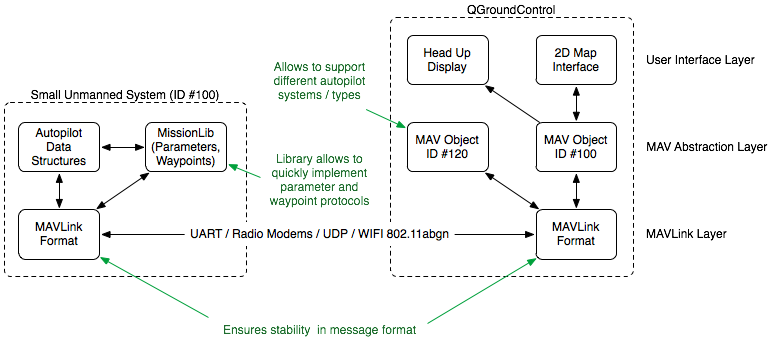 QGroundControl
Head Up
Display
2D Map
Interface
User Interface Layer
Allows to support
different autopilot
systems / types
Small Unmanned System (ID #100)
Autopilot
Data
Structures
MissionLib
(Parameters,
Waypoints)
MAV Object
ID #120
MAV Object
ID #100
MAV Abstraction Layer
Library allows to
quickly implement
parameter and
waypoint protocols
MAVLink
Format
UART / Radio Modems / UDP / WIFI 802.11abgn
MAVLink
Format
MAVLink Layer
Ensures stability in message format